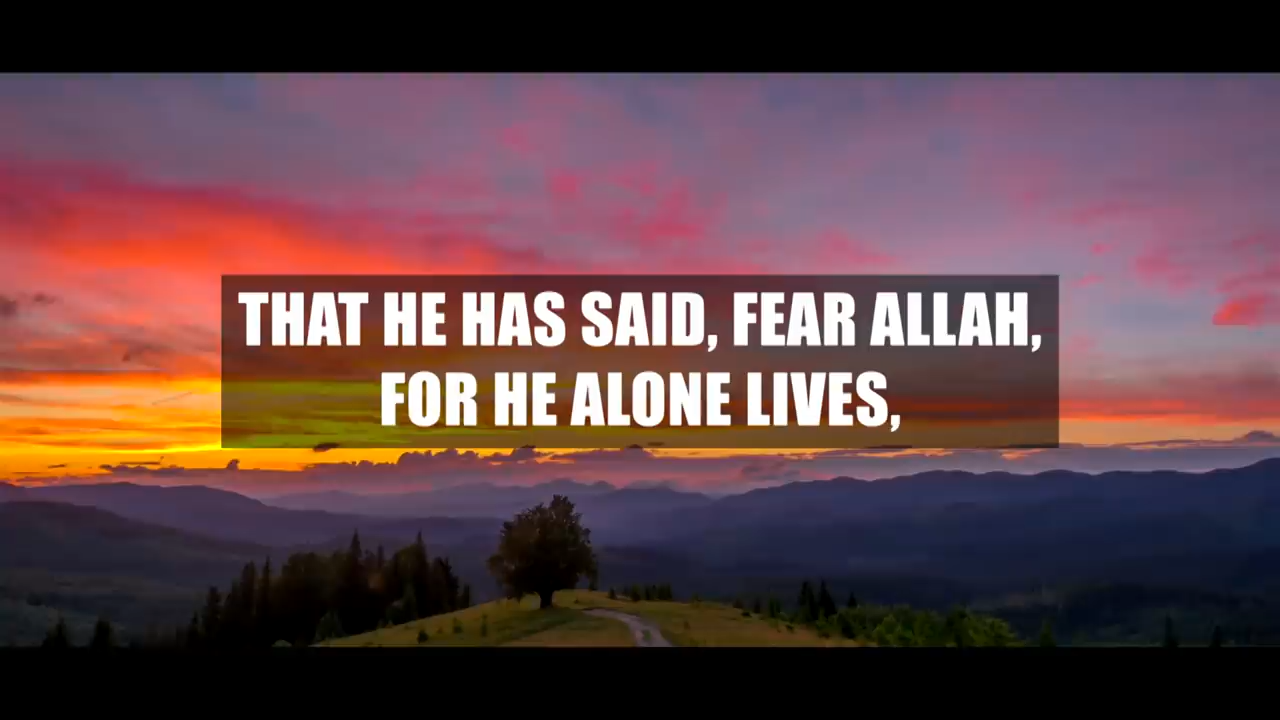 THAT HE HAS SAID, FEAR ALLAH,
FOR HE ALONE LIVES,